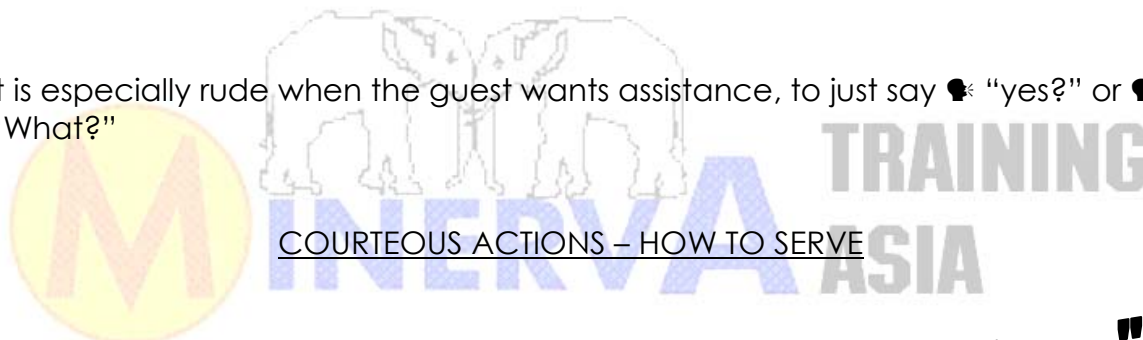 t is especially rude when the guest wants assistance, to just say 🗣 “yes?” or 🗣
What?”
TRAINING
MINERVA
COURTEOUS ACTIONS – HOW TO SERVE
ASIA
"